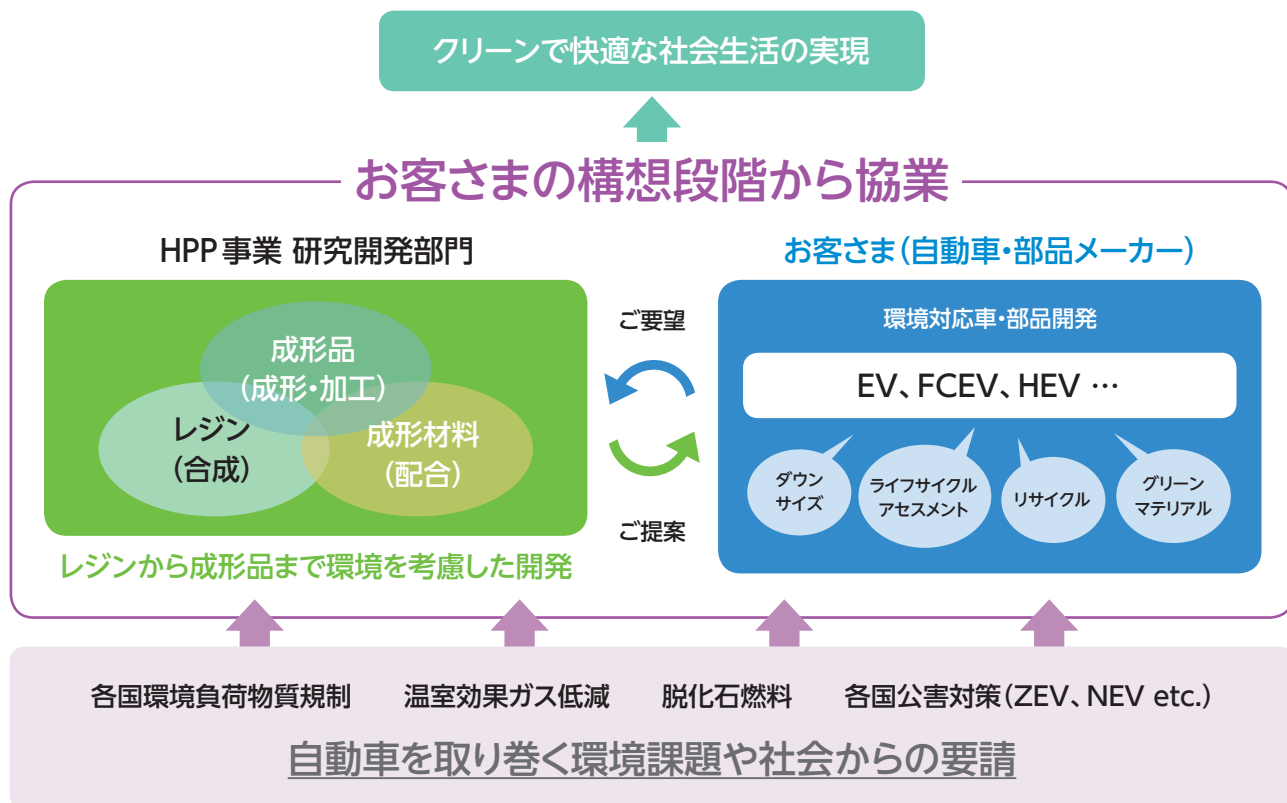 クリーンで快適な社会生活の実現
お客さまの構想段階から協業
HPP事業 研究開発部門
成形品
(成形・加工)
レジン
(合成)
成形材料
(配合)
レジンから成形品まで環境を考慮した開発
ご要望
ご提案
お客さま(自動車・部品メーカー)
環境対応車・部品開発
EV、FCEV、HEV …
ダウン
サイズ
ライフサイクル
アセスメント
リサイクル
グリーン
マテリアル
各国環境負荷物質規制 温室効果ガス低減 脱化石燃料 各国公害対策(ZEV、NEV etc.)
自動車を取り巻く環境課題や社会からの要請